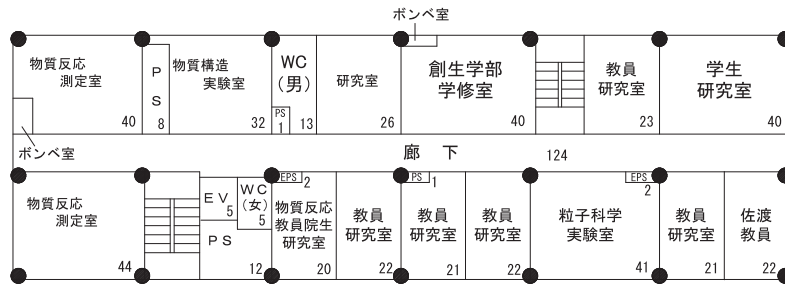 ボンベ室
物質反応
測定室
40
P
S
8
物質構造
実験室
32
WC
(男)
PS
1
13
研究室
26
創生学部
学修室
40
教員
研究室
23
学生
研究室
40
ボンベ室
廊 下
124
物質反応
測定室
44
EV
5
WC
(女)
5
PS
12
EPS
2
物質反応
教員院生
研究室
20
教員
研究室
22
PS
1
教員
研究室
21
教員
研究室
22
粒子科学
実験室
41
EPS
2
教員
研究室
21
佐渡
教員
22